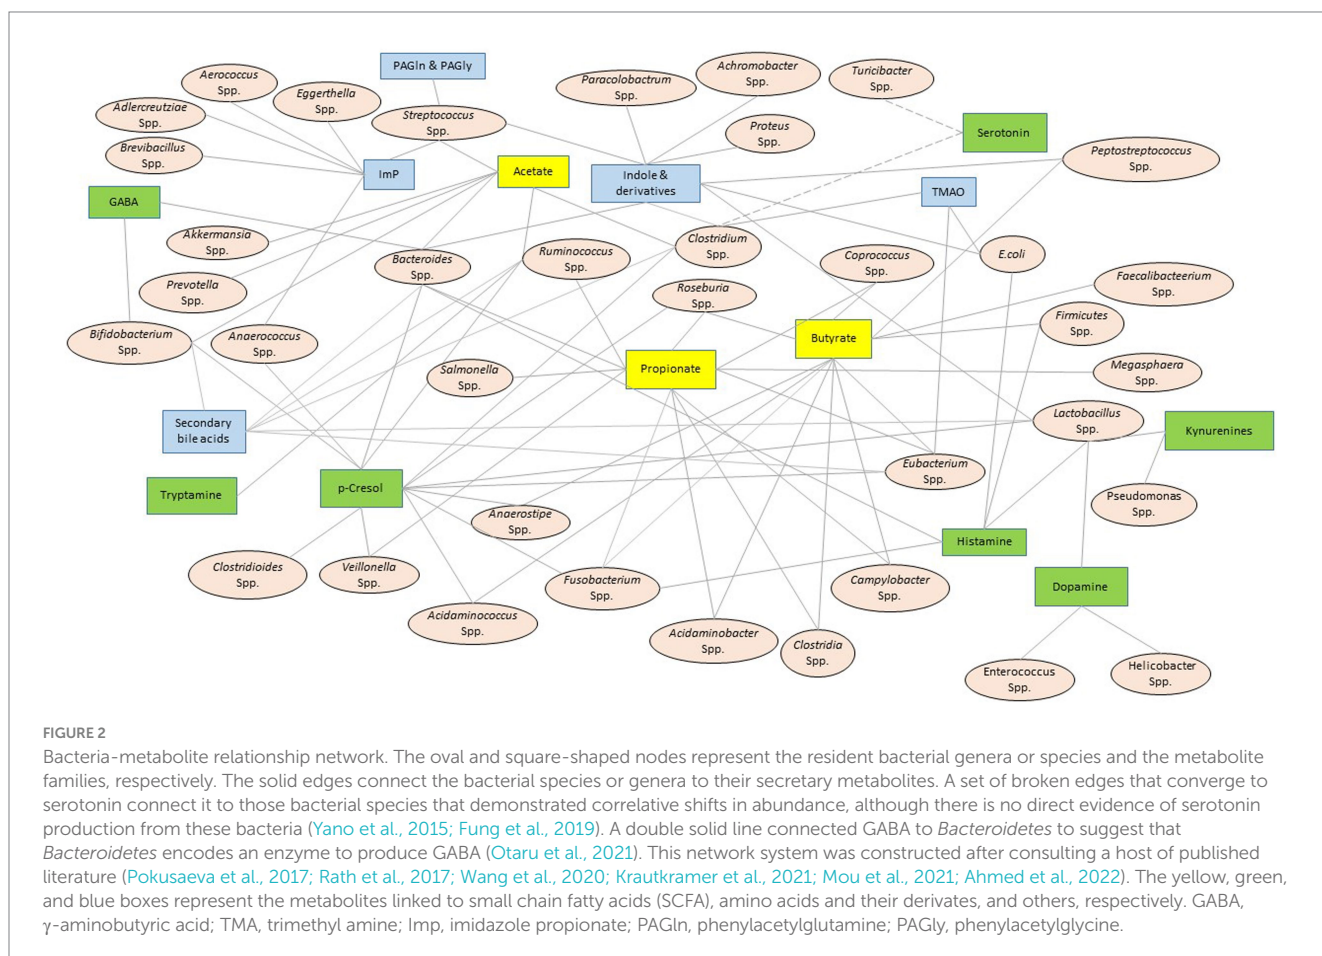 PAGln & PAGly
Aerococcus
Spp.
Eggerthella
Spp.
Adlercreutziae
Spp.
Streptococcus
Spp.
Paracolobactrum
Spp.
Achromobacter
Spp.
Turicibacter
Spp.
Proteus
Spp.
Serotonin
Brevibacillus
Spp.
Peptostreptococcus
Spp.
ImP
Acetate
Indole &
derivatives
TMAO
GABA
Akkermansia
Spp.
Bacteroides
Spp.
Ruminococcus
Spp.
Clostridium
Spp.
Coprococcus
Spp.
E.coli
Prevotella
Spp.
Roseburia
Spp.
Faecalibacteerium
Spp.
Bifidobacterium
Spp.
Anaerococcus
Spp.
Butyrate
Firmicutes
Spp.
Salmonella
Spp.
Propionate
Megasphaera
Spp.
Secondary
bile acids
Lactobacillus
Spp.
Kynurenines
Tryptamine
p-Cresol
Eubacterium
Spp.
Pseudomonas
Spp.
Anaerostipe
Spp.
Histamine
Clostridioides
Spp.
Veillonella
Spp.
Fusobacterium
Spp.
Campylobacter
Spp.
Dopamine
Acidaminococcus
Spp.
Acidaminobacter
Spp.
Clostridia
Spp.
Enterococcus
Spp.
Helicobacter
Spp.
FIGURE 2
Bacteria-metabolite relationship network. The oval and square-shaped nodes represent the resident bacterial genera or species and the metabolite
families, respectively. The solid edges connect the bacterial species or genera to their secretary metabolites. A set of broken edges that converge to
serotonin connect it to those bacterial species that demonstrated correlative shifts in abundance, although there is no direct evidence of serotonin
production from these bacteria (Yano et al., 2015; Fung et al., 2019). A double solid line connected GABA to Bacteroidetes to suggest that
Bacteroidetes encodes an enzyme to produce GABA (Otaru et al., 2021). This network system was constructed after consulting a host of published
literature (Pokusaeva et al., 2017; Rath et al., 2017; Wang et al., 2020; Krautkramer et al., 2021; Mou et al., 2021; Ahmed et al., 2022). The yellow, green,
and blue boxes represent the metabolites linked to small chain fatty acids (SCFA), amino acids and their derivates, and others, respectively. GABA,
γ-aminobutyric acid; TMA, trimethyl amine; Imp, imidazole propionate; PAGln, phenylacetylglutamine; PAGly, phenylacetylglycine.